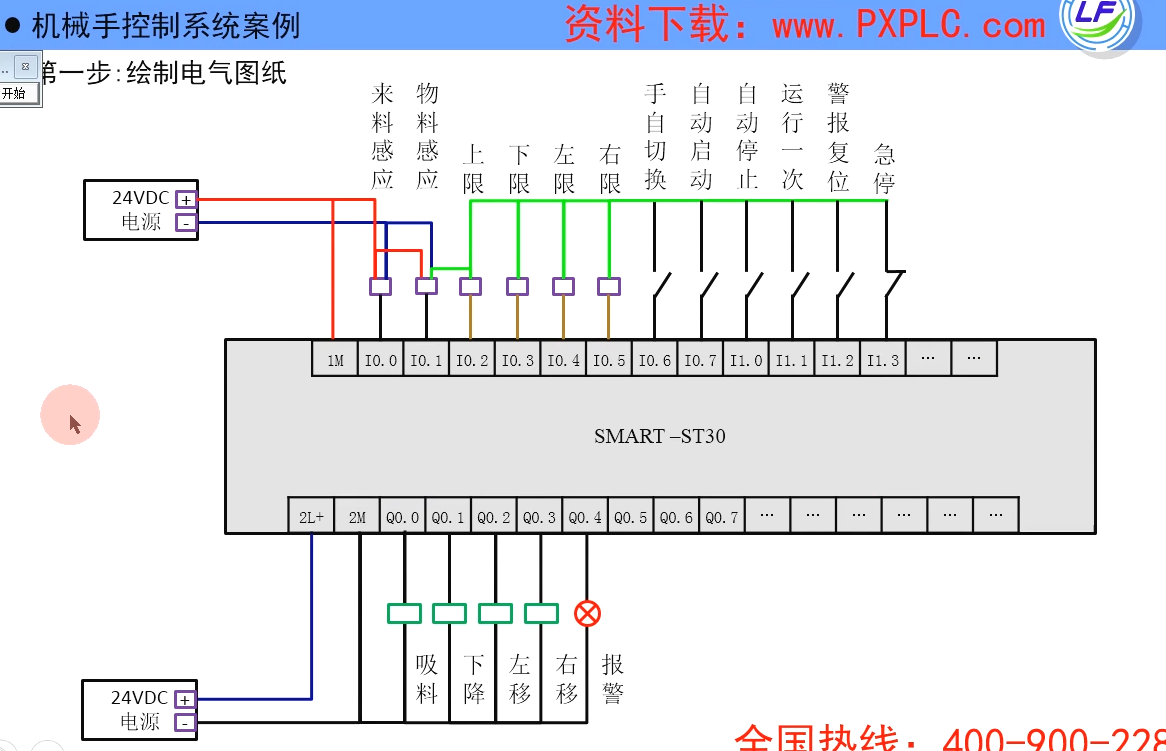 ● 机械手控制系统案例
资料下载：www.PXPLC.com
LF
第一步:绘制电气图纸
开始
来料感应
物料感应
上限
下限
左限
右限
手自切换
自动启动
自动停止
运行一次
警报复位
急停
24VDC +
电源 -
1M I0.0 I0.1 I0.2 I0.3 I0.4 I0.5 I0.6 I0.7 I1.0 I1.1 I1.2 I1.3 ... ...
SMART –ST30
2L+ 2M Q0.0 Q0.1 Q0.2 Q0.3 Q0.4 Q0.5 Q0.6 Q0.7 ... ... ... ... ... ...
吸料
下降
左移
右移
报警
24VDC +
电源 -
全国热线：400-900-228